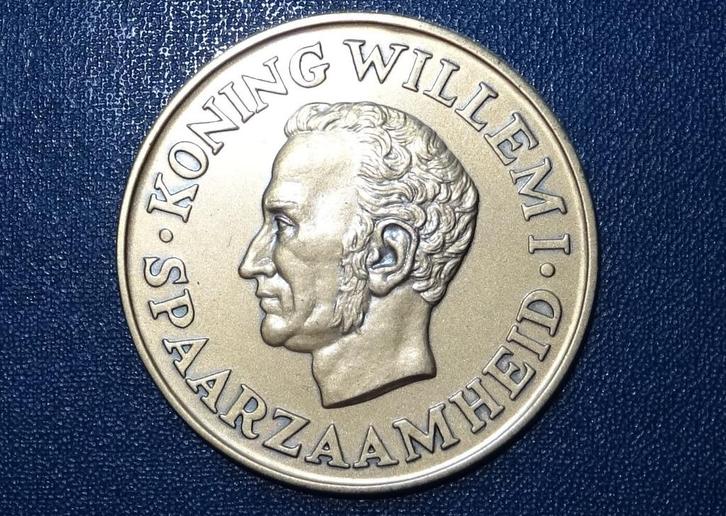 · KONING WILLEM I ·
SPAARZAAMHEID